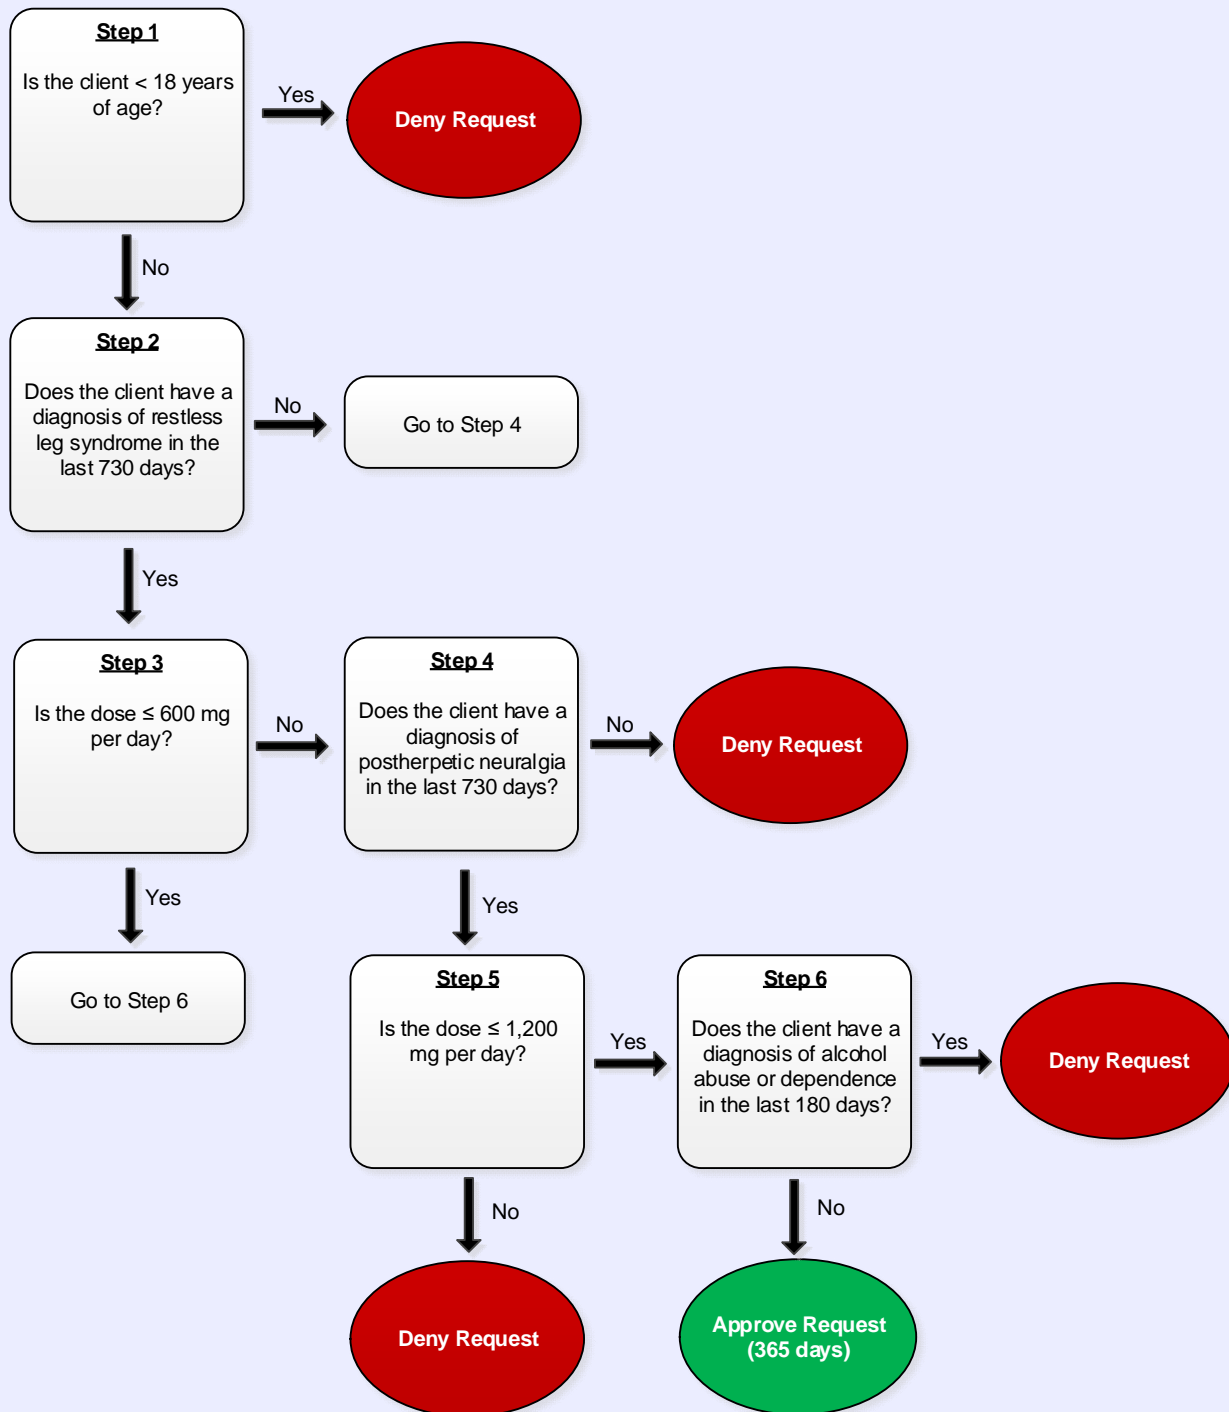 Step 1
Is the client < 18 years
of age?
Yes
Deny Request
No
Step 2
Does the client have a
diagnosis of restless
leg syndrome in the
last 730 days?
No
Go to Step 4
Yes
Step 3
Is the dose ≤ 600 mg
per day?
No
Step 4
Does the client have a
diagnosis of
postherpetic neuralgia
in the last 730 days?
No
Deny Request
Yes
Go to Step 6
Yes
Step 5
Is the dose ≤ 1,200
mg per day?
Yes
Step 6
Does the client have a
diagnosis of alcohol
abuse or dependence
in the last 180 days?
Yes
Deny Request
No
Deny Request
No
Approve Request
(365 days)